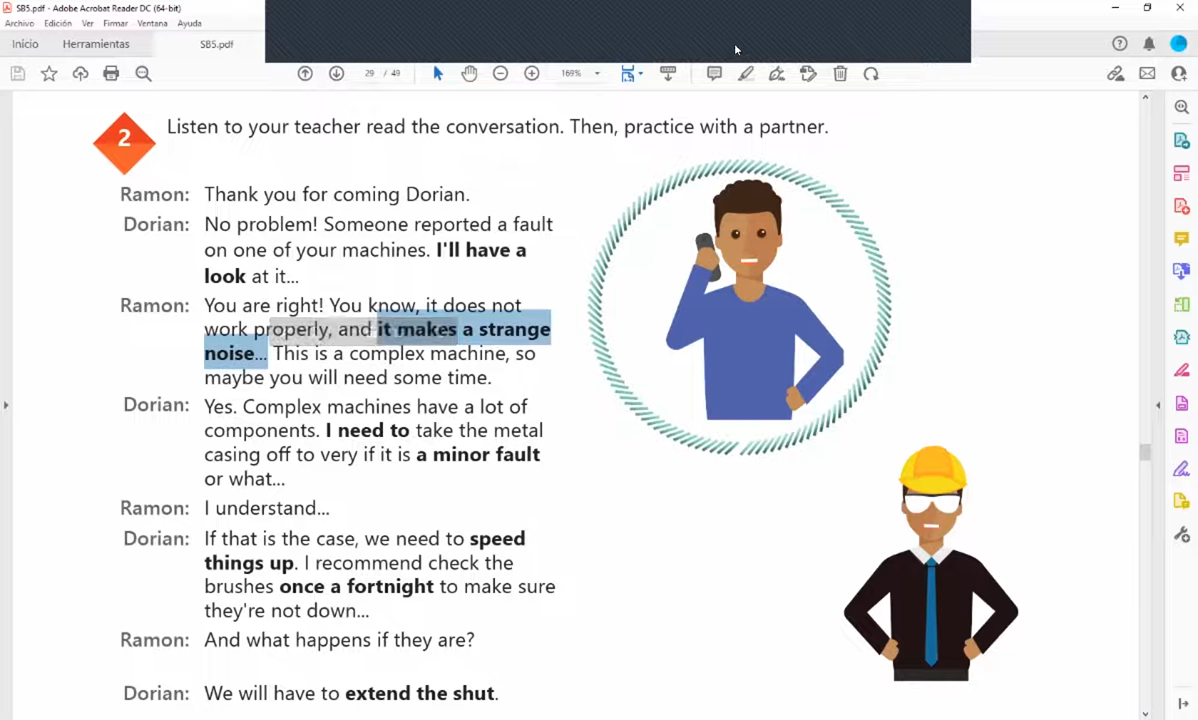 SB5.pdf - Adobe Acrobat Reader DC (64-bit)
Archivo Edición Ver Firmar Ventana Ayuda
Inicio Herramientas SB5.pdf
29 / 49 169%
2 Listen to your teacher read the conversation. Then, practice with a partner.
Ramon: Thank you for coming Dorian.
Dorian: No problem! Someone reported a fault
on one of your machines. I'll have a
look at it...
Ramon: You are right! You know, it does not
work properly, and it makes a strange
noise... This is a complex machine, so
maybe you will need some time.
Dorian: Yes. Complex machines have a lot of
components. I need to take the metal
casing off to very if it is a minor fault
or what...
Ramon: I understand...
Dorian: If that is the case, we need to speed
things up. I recommend check the
brushes once a fortnight to make sure
they're not down...
Ramon: And what happens if they are?
Dorian: We will have to extend the shut.